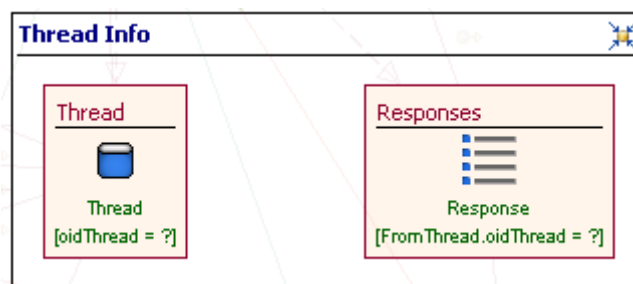 Thread Info
Thread
Responses
Thread
Response
[oidThread = ?]
[FromThread.oidThread = ?]